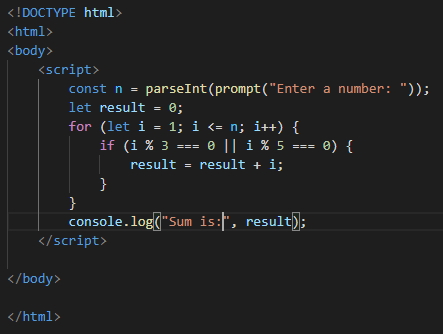 <!DOCTYPE html>
<html>
<body>
    <script>
        const n = parseInt(prompt("Enter a number: "));
        let result = 0;
        for (let i = 1; i <= n; i++) {
            if (i % 3 === 0 || i % 5 === 0) {
                result = result + i;
            }
        }
        console.log("Sum is:", result);
    </script>
</body>
</html>